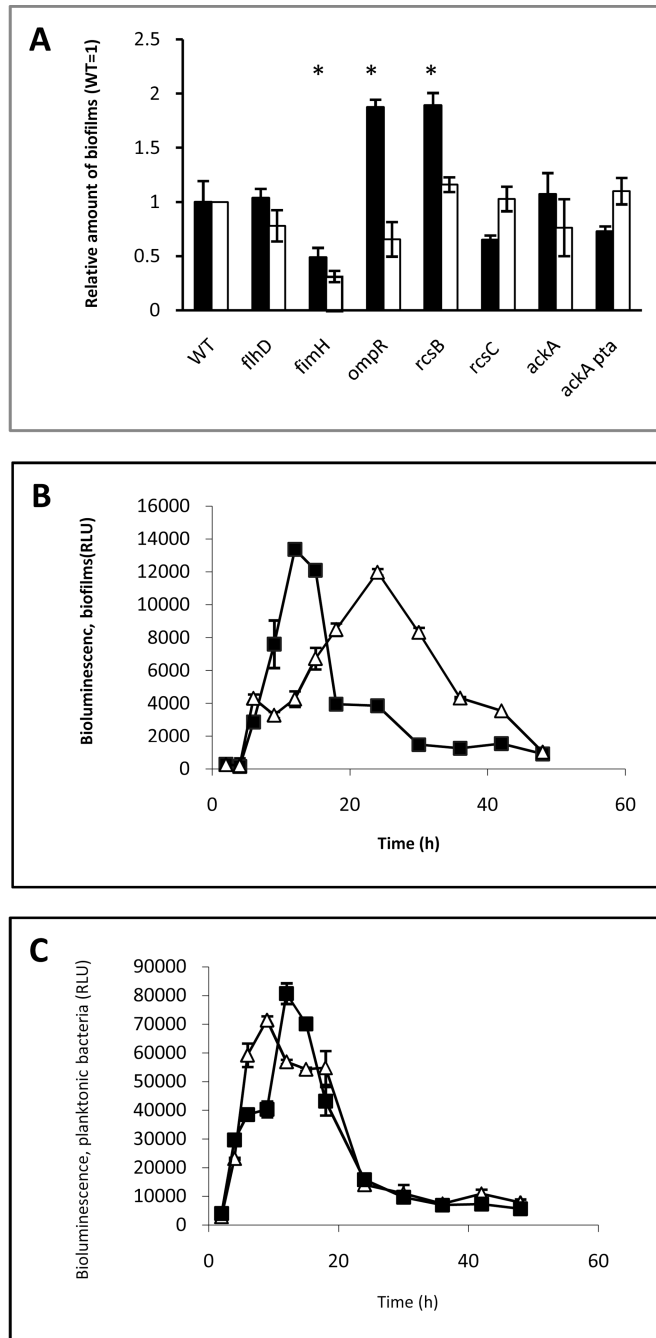 A
Relative amount of biofilms (WT=1)
2.5
2
1.5
1
0.5
0
* * *
WT flhD fimH ompR rcsB rcsC ackA ackA pta
B
Bioluminescenc, biofilms(RLU)
16000
14000
12000
10000
8000
6000
4000
2000
0
0 20 40 60
Time (h)
C
Bioluminescence, planktonic bacteria (RLU)
90000
80000
70000
60000
50000
40000
30000
20000
10000
0
0 20 40 60
Time (h)